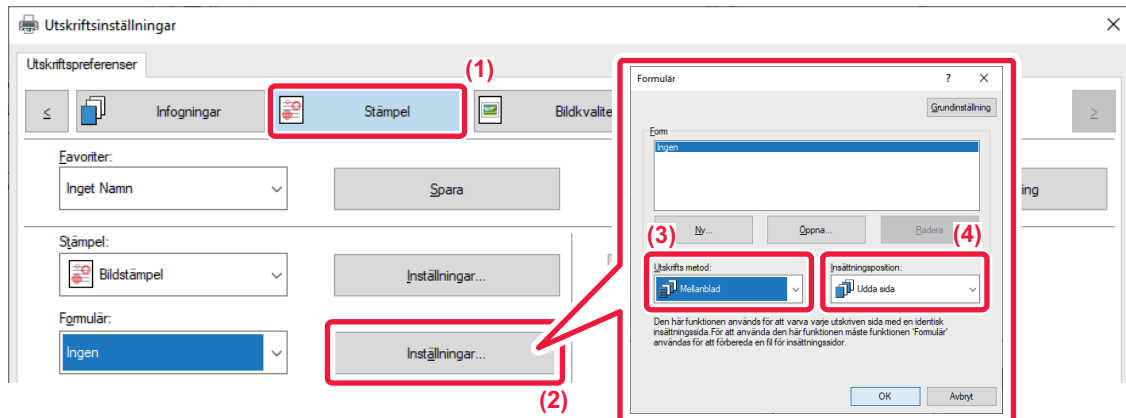 Utskriftsinställningar
Utskriftspreferenser
(1)
≤ Infogningar Stämpel Bildkvalite ≥
Favoriter:
Inget Namn Spara ing
Stämpel:
Bildstämpel Inställningar...
Formulär:
Ingen Inställningar...
(2)
Formulär ?
Grundinställning
Form
Ingen
Ny... Öppna... Radera
(3) (4)
Utskrifts metod: Insättningsposition:
Mellanblad Udda sida
Den här funktionen används för att varva varje utskriven sida med en identisk
insättningssida.För att använda den här funktionen måste funktionen 'Formulär'
användas för att förbereda en fil för insättningssidor.
OK Avbryt